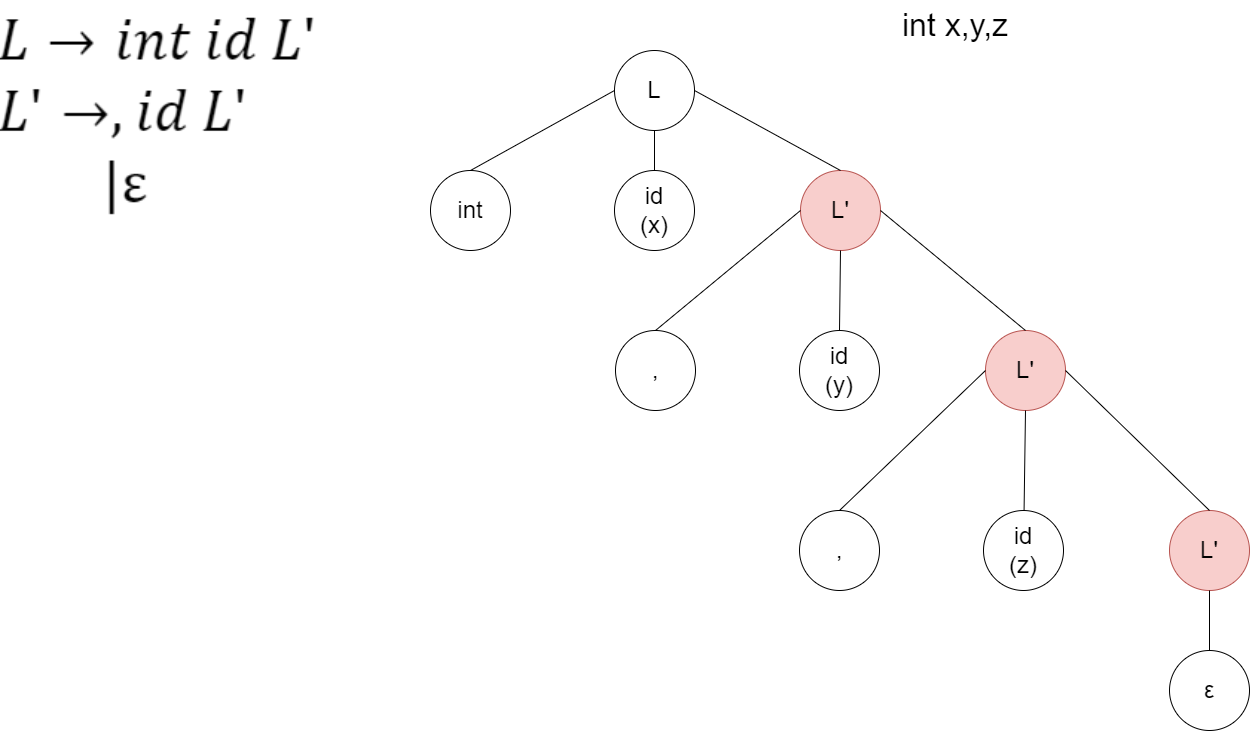 L → int id L'
L' →, id L'
|ε
int x,y,z
L
int
id
(x)
L'
,
id
(y)
L'
,
id
(z)
L'
ε